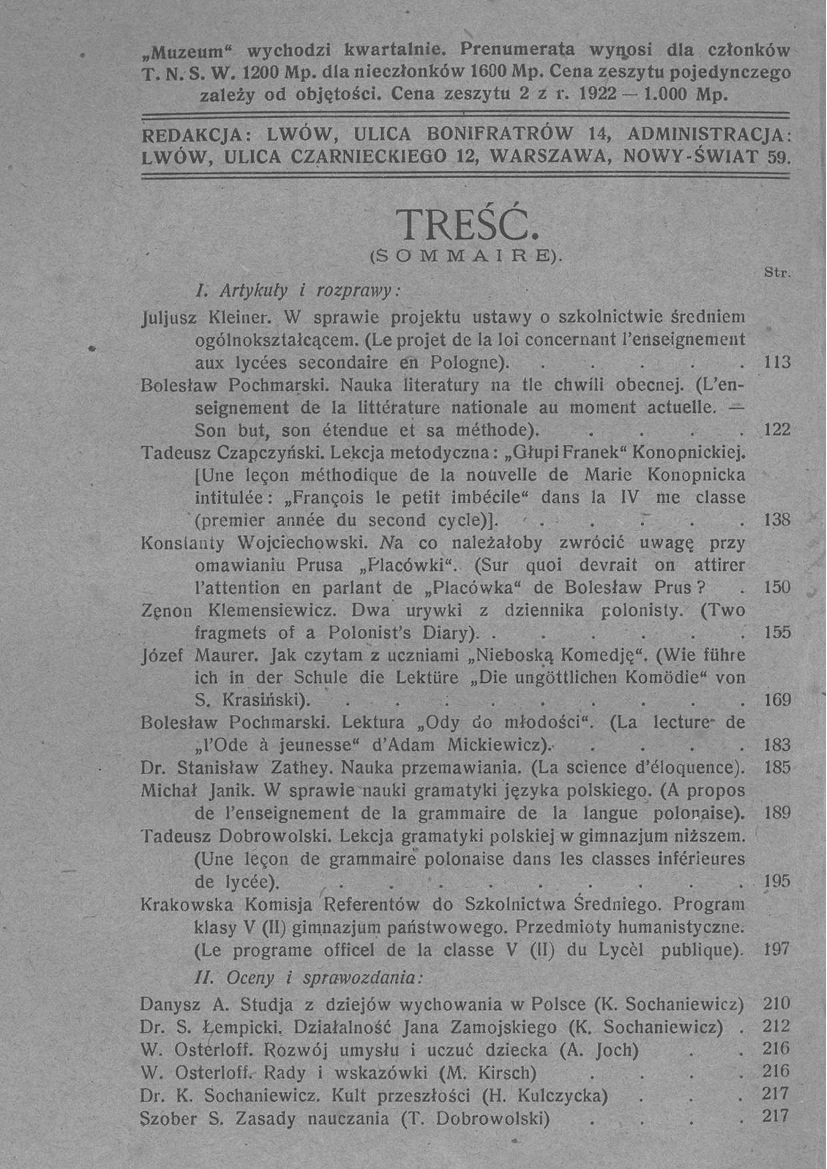 „Muzeum“ wychodzi kwartalnie. Prenumerata wynosi dla członków
T. N. S. W. 1200 Mp. dla nieczłonków 1600 Mp. Cena zeszytu pojedynczego
zależy od objętości. Cena zeszytu 2 z r. 1922 — 1.000 Mp.
REDAKCJA: LWÓW, ULICA BONIFRATRÓW 14, ADMINISTRACJA:
LWÓW, ULICA CZARNIECKIEGO 12, WARSZAWA, NOWY-ŚWIAT 59.
TREŚĆ.
(SOMMAIRE).
Str.
I. Artykuły i rozprawy:
Juljusz Kleiner. W sprawie projektu ustawy o szkolnictwie średniem
ogólnokształcącem. (Le projet de la loi concernant l'enseignement
aux lycées secondaire en Pologne). . . . . . 113
Bolesław Pochmarski. Nauka literatury na tle chwili obecnej. (L'en-
seignement de la littérature nationale au moment actuelle. —
Son but, son étendue et sa méthode). . . . . 122
Tadeusz Czapczyński. Lekcja metodyczna: „Głupi Franek“ Konopnickiej.
[Une leçon méthodique de la nouvelle de Marie Konopnicka
intitulée: „François le petit imbécile“ dans la IV me classe
(premier année du second cycle)]. . . . . . 138
Konstanty Wojciechowski. Na co należałoby zwrócić uwagę przy
omawianiu Prusa „Placówki“. (Sur quoi devrait on attirer
l'attention en parlant de „Placówka“ de Bolesław Prus ? . 150
Zenon Klemensiewicz. Dwa urywki z dziennika polonisty. (Two
fragmets of a Polonist's Diary). . . . . . . 155
Józef Maurer. Jak czytam z uczniami „Nieboską Komedję“. (Wie führe
ich in der Schule die Lektüre „Die ungöttlichen Komödie“ von
S. Krasiński). . . . . . . . . . 169
Bolesław Pochmarski. Lektura „Ody do młodości“. (La lecture de
„l'Ode à jeunesse“ d'Adam Mickiewicz). . . . . 183
Dr. Stanisław Zathey. Nauka przemawiania. (La science d'éloquence). 185
Michał Janik. W sprawie nauki gramatyki języka polskiego. (A propos
de l'enseignement de la grammaire de la langue polonaise). 189
Tadeusz Dobrowolski. Lekcja gramatyki polskiej w gimnazjum niższem.
(Une leçon de grammaire polonaise dans les classes inférieures
de lycée). . . . . . . . . . 195
Krakowska Komisja Referentów do Szkolnictwa Średniego. Program
klasy V (II) gimnazjum państwowego. Przedmioty humanistyczne.
(Le programe officel de la classe V (II) du Lycèl publique). 197
II. Oceny i sprawozdania:
Danysz A. Studja z dziejów wychowania w Polsce (K. Sochaniewicz) 210
Dr. S. Łempicki. Działalność Jana Zamojskiego (K. Sochaniewicz) . 212
W. Osterloff. Rozwój umysłu i uczuć dziecka (A. Joch) . . 216
W. Osterloff. Rady i wskazówki (M. Kirsch) . . . . 216
Dr. K. Sochaniewicz. Kult przeszłości (H. Kulczycka) . . . 217
Szober S. Zasady nauczania (T. Dobrowolski) . . . . 217